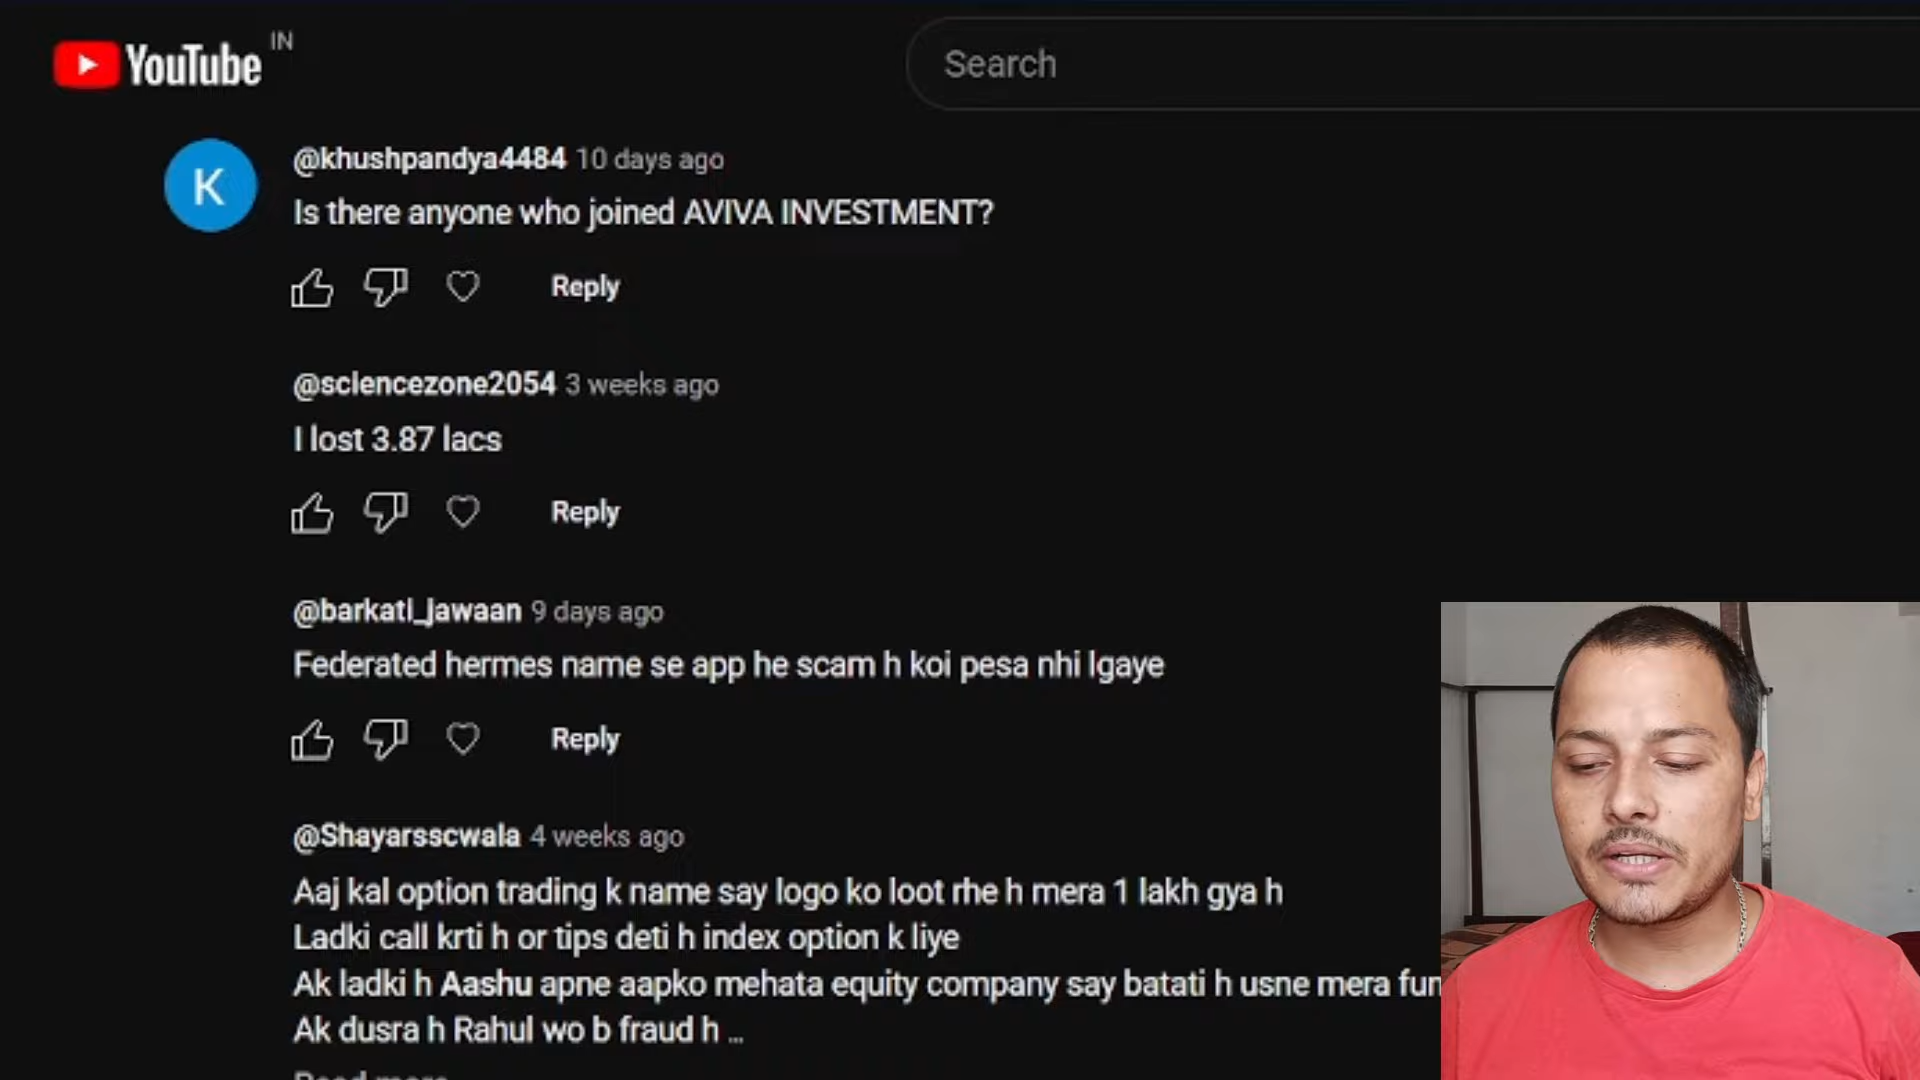 YouTube IN
Search
K
@khushpandya4484 10 days ago
Is there anyone who joined AVIVA INVESTMENT?
Reply
@sciencezone2054 3 weeks ago
I lost 3.87 lacs
Reply
@barkati_jawaan 9 days ago
Federated hermes name se app he scam h koi pesa nhi lgaye
Reply
@Shayarsscwala 4 weeks ago
Aaj kal option trading k name say logo ko loot rhe h mera 1 lakh gya h
Ladki call krti h or tips deti h index option k liye
Ak ladki h Aashu apne aapko mehata equity company say batati h usne mera fun
Ak dusra h Rahul wo b fraud h ...
Read more